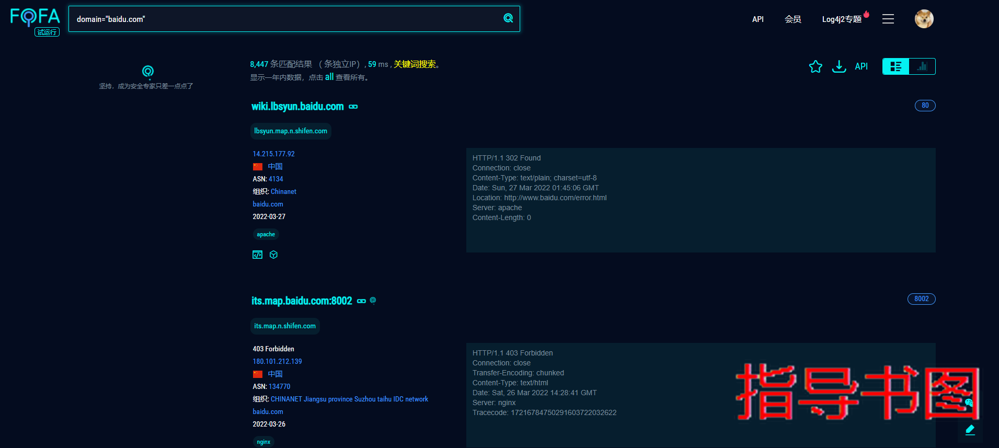 FOFA
试运行
domain="baidu.com"
API
会员
Log4j2专题
坚持，成为安全专家只差一点点了
8,447 条匹配结果 （ 条独立IP）, 59 ms , 关键词搜索。
显示一年内数据，点击 all 查看所有。
API
wiki.lbsyun.baidu.com
80
lbsyun.map.n.shifen.com
14.215.177.92
中国
ASN: 4134
组织: Chinanet
baidu.com
2022-03-27
apache
HTTP/1.1 302 Found
Connection: close
Content-Type: text/plain; charset=utf-8
Date: Sun, 27 Mar 2022 01:45:06 GMT
Location: http://www.baidu.com/error.html
Server: apache
Content-Length: 0
its.map.baidu.com:8002
8002
its.map.n.shifen.com
403 Forbidden
180.101.212.139
中国
ASN: 134770
组织: CHINANET Jiangsu province Suzhou taihu IDC network
baidu.com
2022-03-26
nginx
HTTP/1.1 403 Forbidden
Connection: close
Transfer-Encoding: chunked
Content-Type: text/html
Date: Sat, 26 Mar 2022 14:28:41 GMT
Server: nginx
Tracecode: 17216784750291603722032622
指导书图